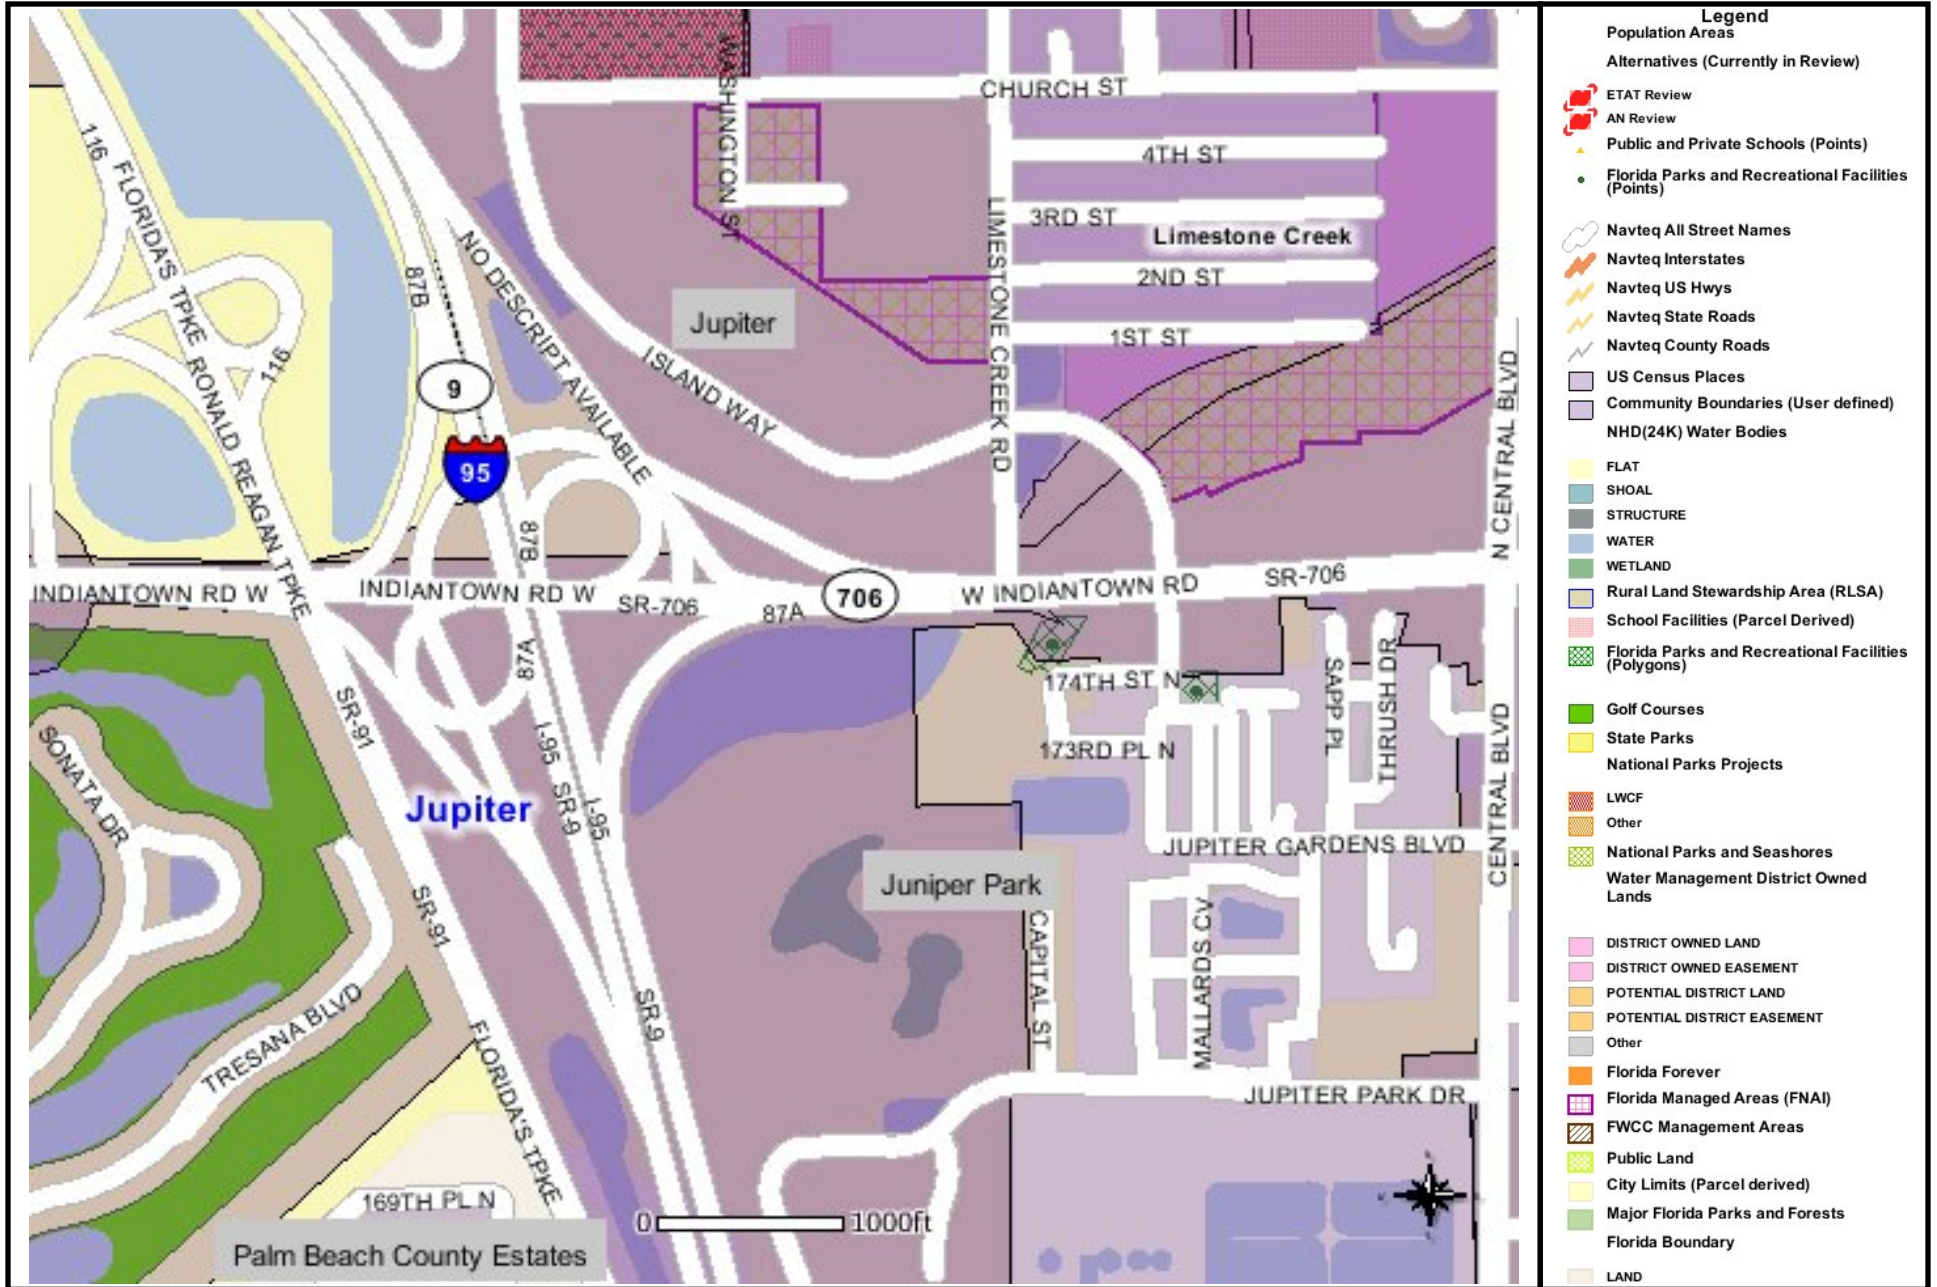 WASHINGTON ST
CHURCH ST
4TH ST
3RD ST
Limestone Creek
2ND ST
1ST ST
LIMESTONE CREEK RD
116
FLORIDA'S TPKE
RONALD REAGAN TPKE
116
87B
NO DESCRIPT AVAILABLE
9
95
Jupiter
ISLAND WAY
N CENTRAL BLVD
87B
INDIANTOWN RD W
INDIANTOWN RD W
SR-706
87A
706
W INDIANTOWN RD
SR-706
87A
174TH ST N
SAPP PL
THRUSH DR
SR-91
173RD PL N
SONATA DR
I-95
SR-9
I-95
Jupiter
CENTRAL BLVD
JUPITER GARDENS BLVD
Juniper Park
SR-91
CAPITAL ST
MALLARDS CV
TRESANA BLVD
SR-9
FLORIDA'S TPKE
JUPITER PARK DR
169TH PL N
0
1000ft
Palm Beach County Estates
Legend
Population Areas
Alternatives (Currently in Review)
ETAT Review
AN Review
Public and Private Schools (Points)
Florida Parks and Recreational Facilities
(Points)
Navteq All Street Names
Navteq Interstates
Navteq US Hwys
Navteq State Roads
Navteq County Roads
US Census Places
Community Boundaries (User defined)
NHD(24K) Water Bodies
FLAT
SHOAL
STRUCTURE
WATER
WETLAND
Rural Land Stewardship Area (RLSA)
School Facilities (Parcel Derived)
Florida Parks and Recreational Facilities
(Polygons)
Golf Courses
State Parks
National Parks Projects
LWCF
Other
National Parks and Seashores
Water Management District Owned
Lands
DISTRICT OWNED LAND
DISTRICT OWNED EASEMENT
POTENTIAL DISTRICT LAND
POTENTIAL DISTRICT EASEMENT
Other
Florida Forever
Florida Managed Areas (FNAI)
FWCC Management Areas
Public Land
City Limits (Parcel derived)
Major Florida Parks and Forests
Florida Boundary
LAND